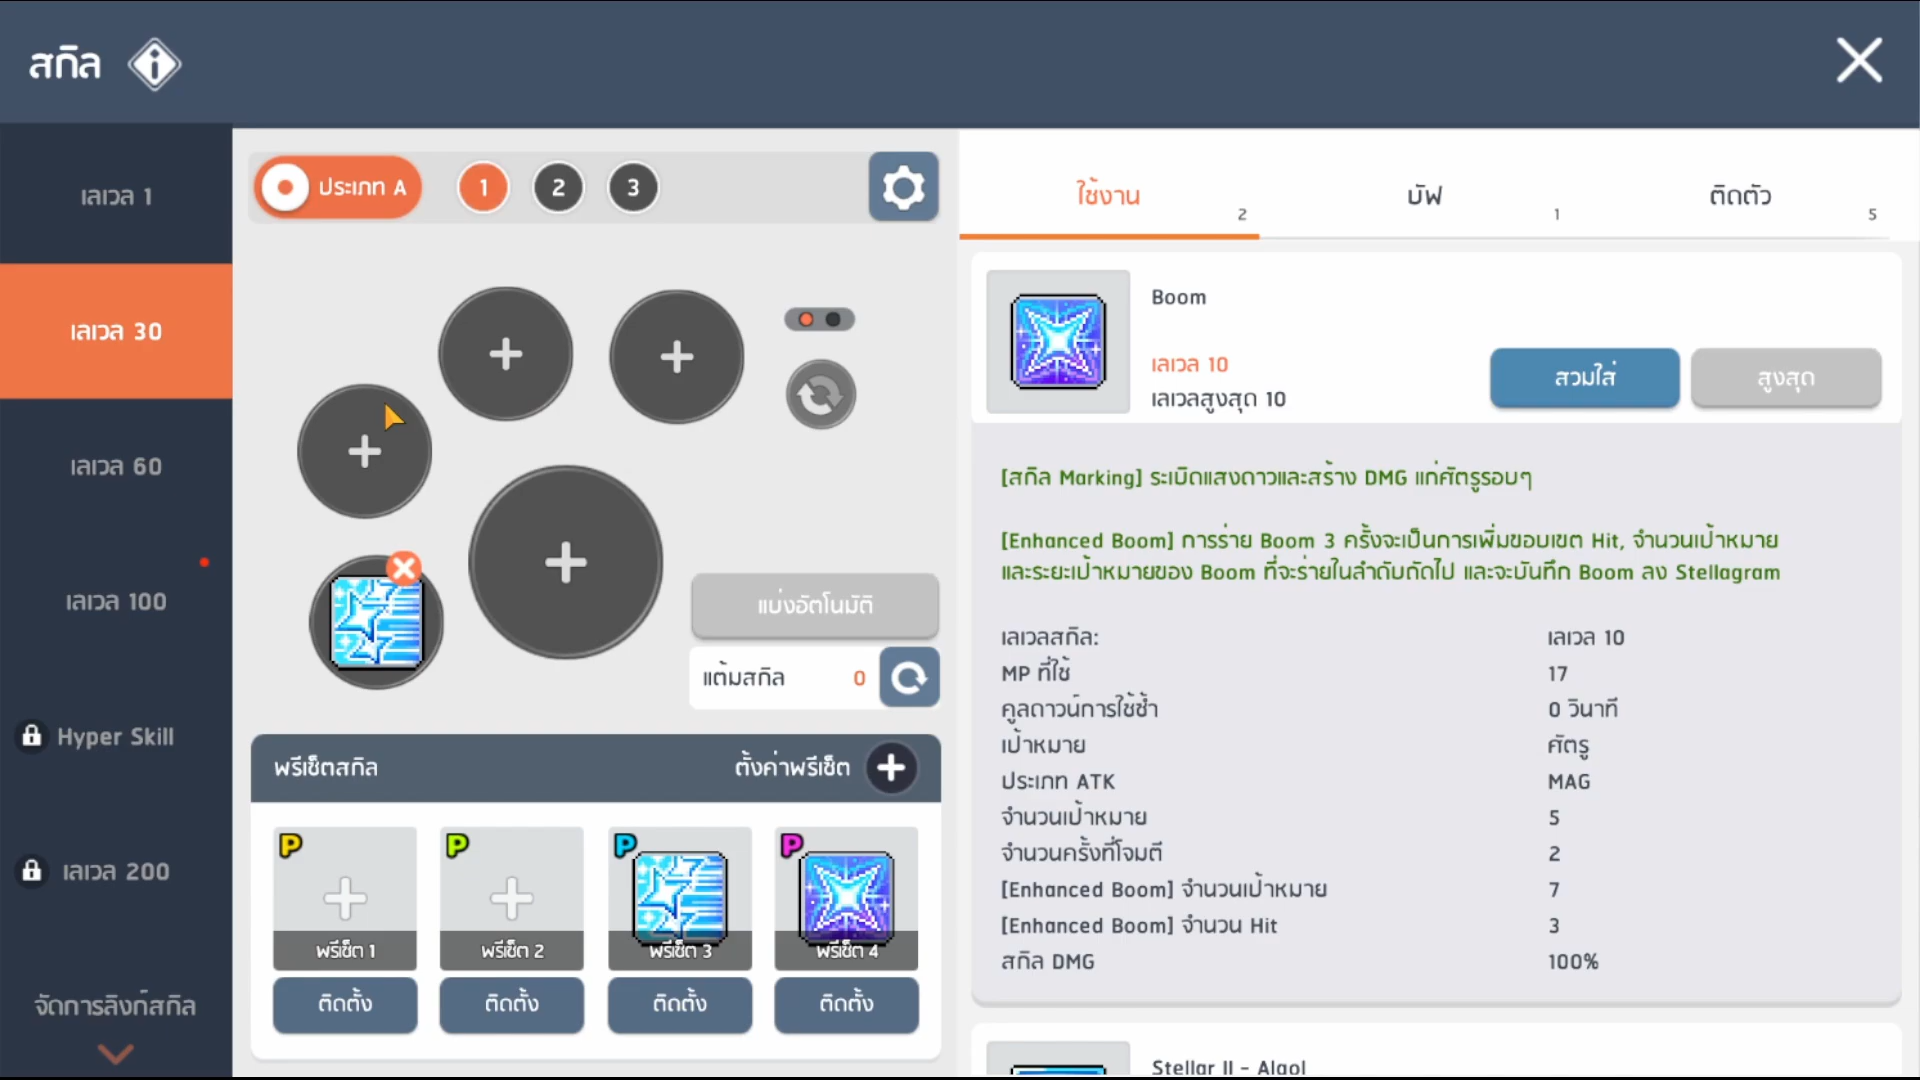 สกิล
เลเวล 1
เลเวล 30
เลเวล 60
เลเวล 100
Hyper Skill
เลเวล 200
จัดการลิงก์สกิล
ประเภท A
1
2
3
แบ่งอัตโนมัติ
แต้มสกิล 0
พรีเซ็ตสกิล
ตั้งค่าพรีเซ็ต
P
P
P
P
พรีเซ็ต 1
พรีเซ็ต 2
พรีเซ็ต 3
พรีเซ็ต 4
ติดตั้ง
ติดตั้ง
ติดตั้ง
ติดตั้ง
ใช้งาน 2
บัฟ 1
ติดตัว 5
Boom
เลเวล 10
เลเวลสูงสุด 10
สวมใส่
สูงสุด
[สกิล Marking] ระเบิดแสงดาวและสร้าง DMG แก่ศัตรูรอบๆ
[Enhanced Boom] การร่าย Boom 3 ครั้งจะเป็นการเพิ่มขอบเขต Hit, จำนวนเป้าหมาย
และระยะเป้าหมายของ Boom ที่จะร่ายในลำดับถัดไป และจะบันทึก Boom ลง Stellagram
เลเวลสกิล: เลเวล 10
MP ที่ใช้ 17
คูลดาวน์การใช้ซ้ำ 0 วินาที
เป้าหมาย ศัตรู
ประเภท ATK MAG
จำนวนเป้าหมาย 5
จำนวนครั้งที่โจมตี 2
[Enhanced Boom] จำนวนเป้าหมาย 7
[Enhanced Boom] จำนวน Hit 3
สกิล DMG 100%
Stellar II - Algol